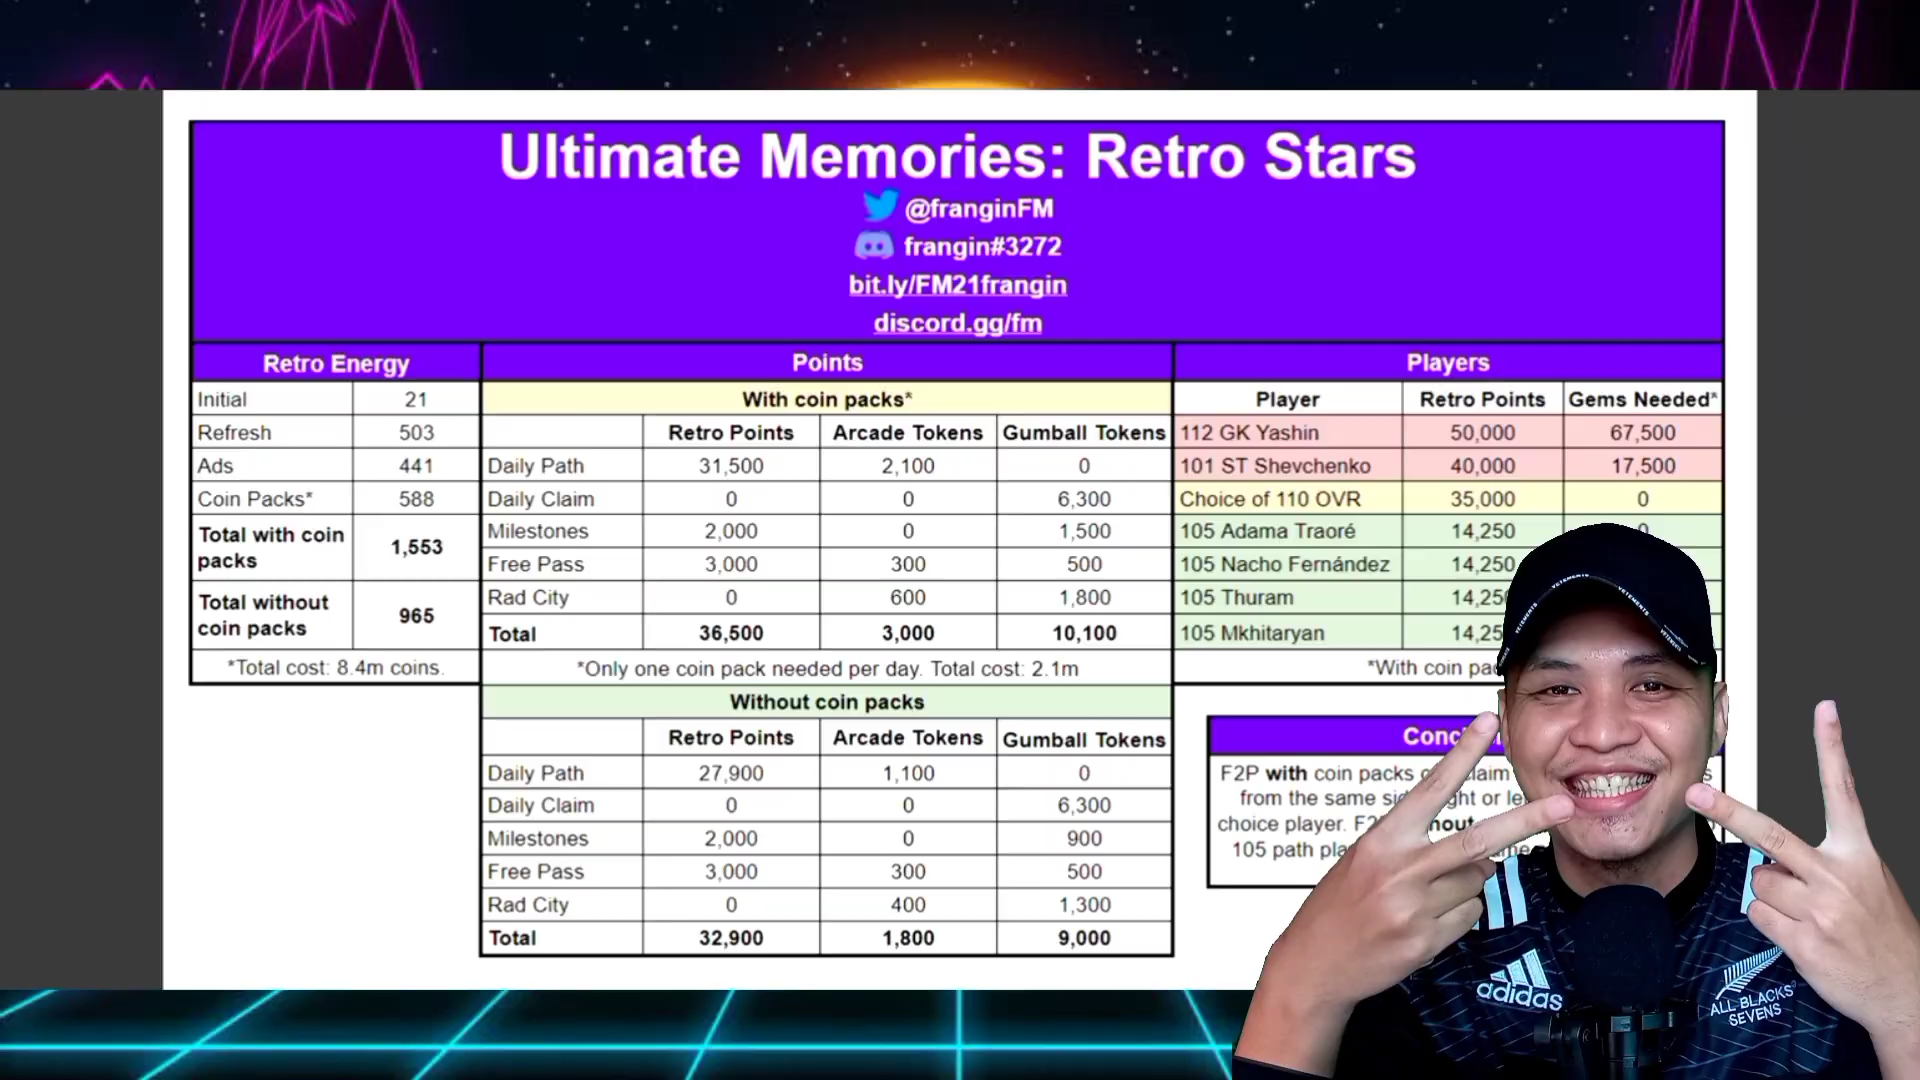 Ultimate Memories: Retro Stars
@franginFM
frangin#3272
bit.ly/FM21frangin
discord.gg/fm
Retro Energy
Initial 21
Refresh 503
Ads 441
Coin Packs* 588
Total with coin packs 1,553
Total without coin packs 965
*Total cost: 8.4m coins.
Points
With coin packs*
Retro Points Arcade Tokens Gumball Tokens
Daily Path 31,500 2,100 0
Daily Claim 0 0 6,300
Milestones 2,000 0 1,500
Free Pass 3,000 300 500
Rad City 0 600 1,800
Total 36,500 3,000 10,100
*Only one coin pack needed per day. Total cost: 2.1m
Without coin packs
Retro Points Arcade Tokens Gumball Tokens
Daily Path 27,900 1,100 0
Daily Claim 0 0 6,300
Milestones 2,000 0 900
Free Pass 3,000 300 500
Rad City 0 400 1,300
Total 32,900 1,800 9,000
Players
Player Retro Points Gems Needed*
112 GK Yashin 50,000 67,500
101 ST Shevchenko 40,000 17,500
Choice of 110 OVR 35,000 0
105 Adama Traoré 14,250
105 Nacho Fernández 14,250
105 Thuram 14,25
105 Mkhitaryan 14,25
*With coin
F2P with coin packs
from the same
choice player.
105 path
adidas
ALL BLACKS
SEVENS
VETEMENTS